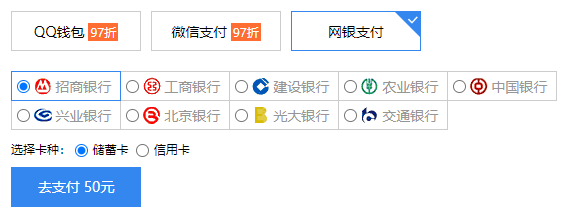 QQ钱包 97折 微信支付 97折 网银支付
招商银行 工商银行 建设银行 农业银行 中国银行
兴业银行 北京银行 光大银行 交通银行
选择卡种： 储蓄卡 信用卡
去支付 50元